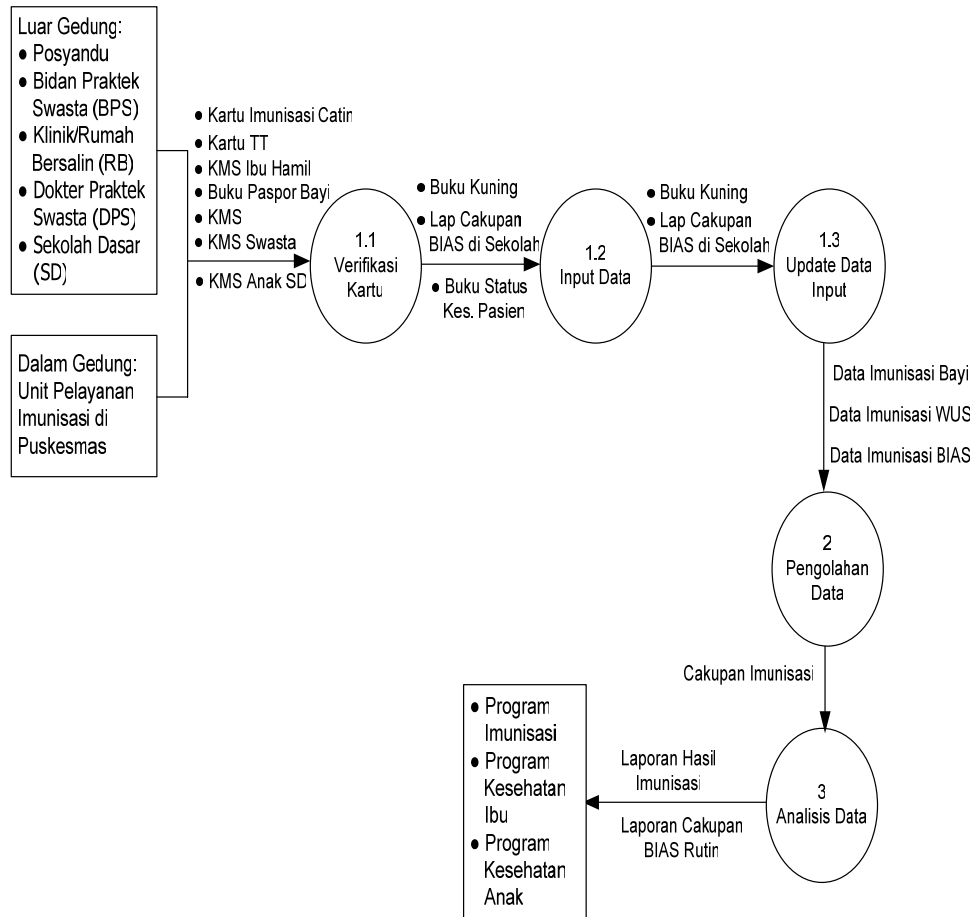 Luar Gedung:
● Posyandu
● Bidan Praktek
Swasta (BPS)
● Klinik/Rumah
Bersalin (RB)
● Dokter Praktek
Swasta (DPS)
● Sekolah Dasar
(SD)
Dalam Gedung:
Unit Pelayanan
Imunisasi di
Puskesmas
● Kartu Imunisasi Catin
● Kartu TT
● KMS Ibu Hamil
● Buku Paspor Bayi
● KMS
● KMS Swasta
● KMS Anak SD
1.1
Verifikasi
Kartu
● Buku Kuning
● Lap Cakupan
BIAS di Sekolah
● Buku Status
Kes. Pasien
1.2
Input Data
● Buku Kuning
● Lap Cakupan
BIAS di Sekolah
1.3
Update Data
Input
Data Imunisasi Bayi
Data Imunisasi WUS
Data Imunisasi BIAS
2
Pengolahan
Data
Cakupan Imunisasi
3
Analisis Data
Laporan Hasil
Imunisasi
Laporan Cakupan
BIAS Rutin
● Program
Imunisasi
● Program
Kesehatan
Ibu
● Program
Kesehatan
Anak